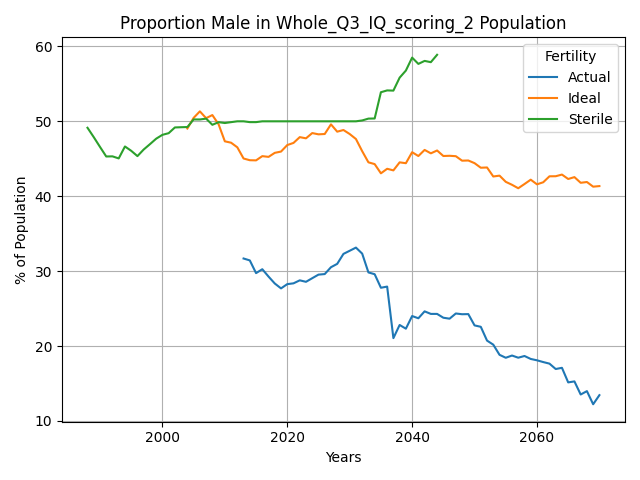 Proportion Male in Whole_Q3_IQ_scoring_2 Population
% of Population
60
50
40
30
20
10
Fertility
Actual
Ideal
Sterile
2000
2020
2040
2060
Years